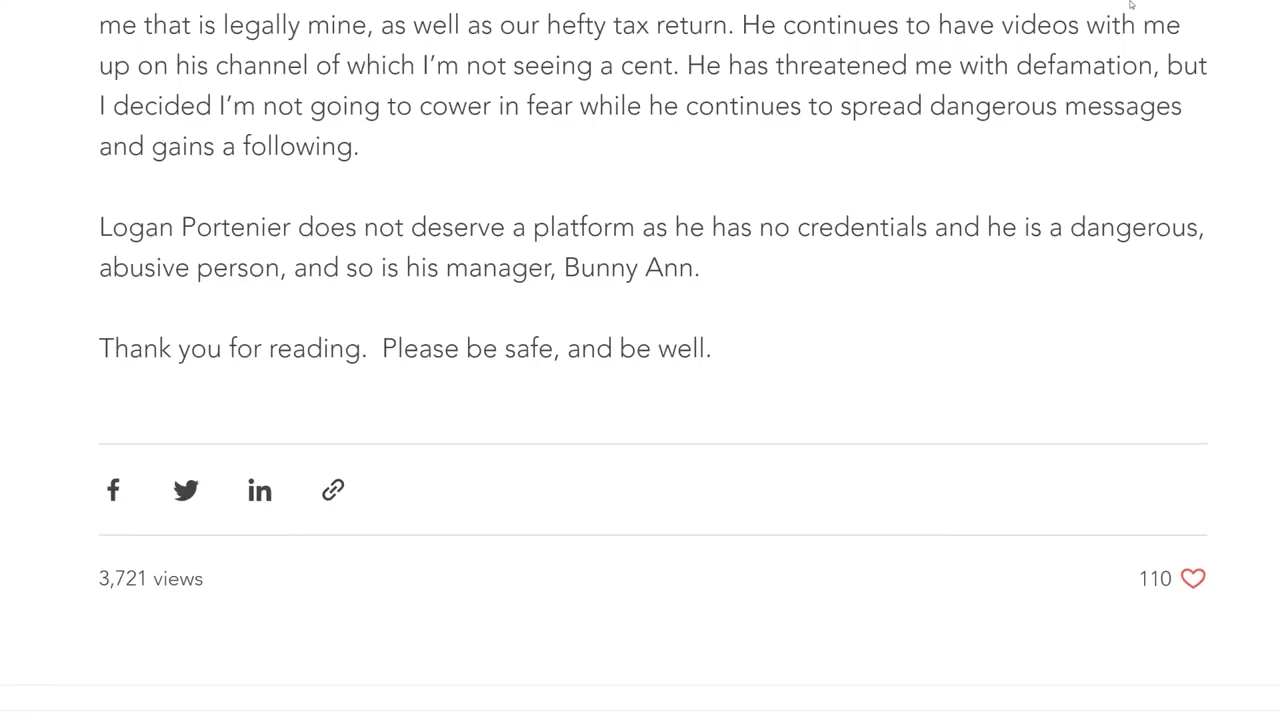 me that is legally mine, as well as our hefty tax return. He continues to have videos with me
up on his channel of which I’m not seeing a cent. He has threatened me with defamation, but
I decided I’m not going to cower in fear while he continues to spread dangerous messages
and gains a following.
Logan Portenier does not deserve a platform as he has no credentials and he is a dangerous,
abusive person, and so is his manager, Bunny Ann.
Thank you for reading.  Please be safe, and be well.
3,721 views
110